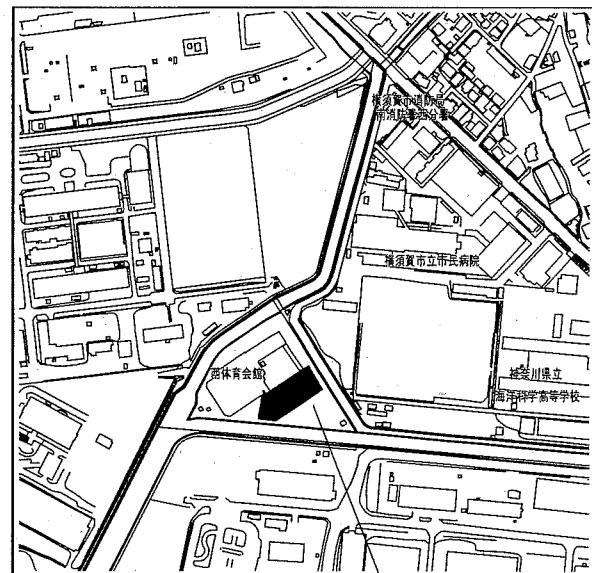 横須賀市消防局
南消防署西分署
横須賀市立市民病院
西体育会館
神奈川県立
海洋科学高等学校